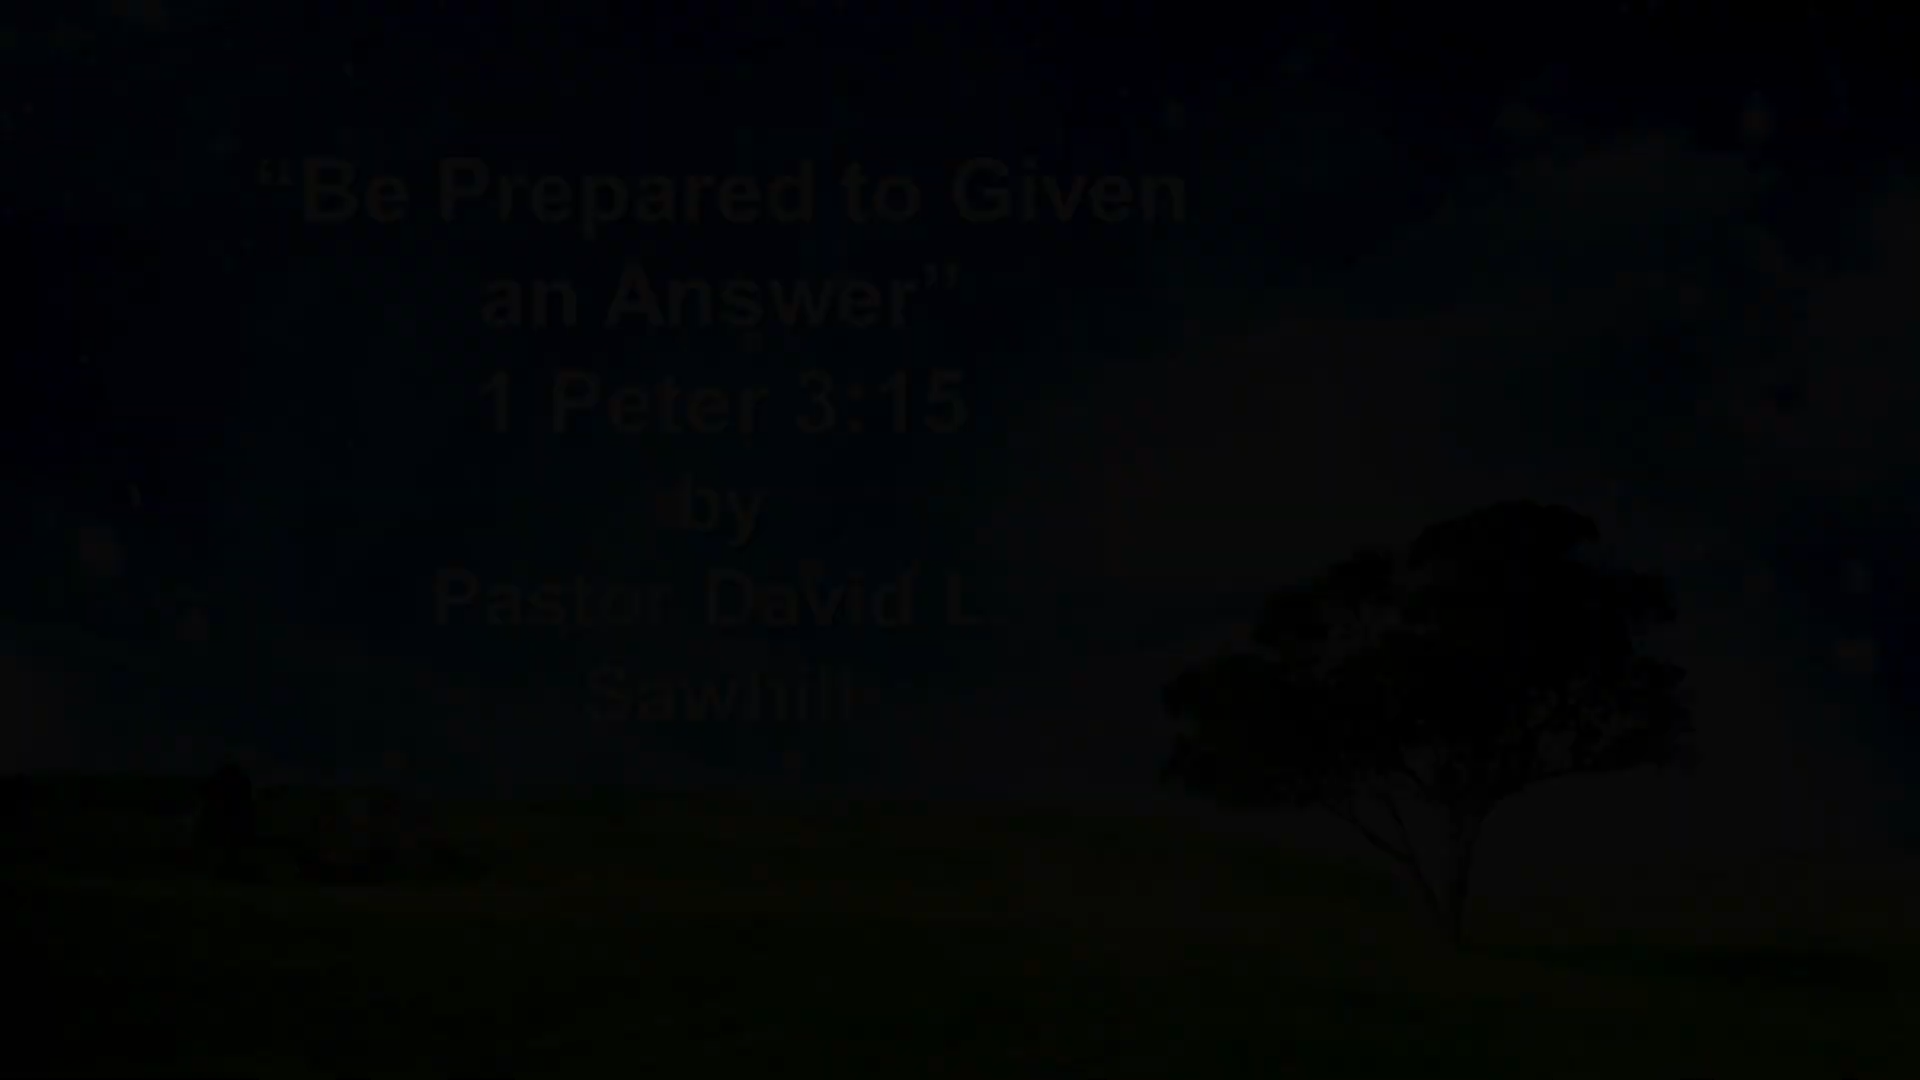 “Be Prepared to Given
an Answer”
1 Peter 3:15
by
Pastor David L
Sawhill